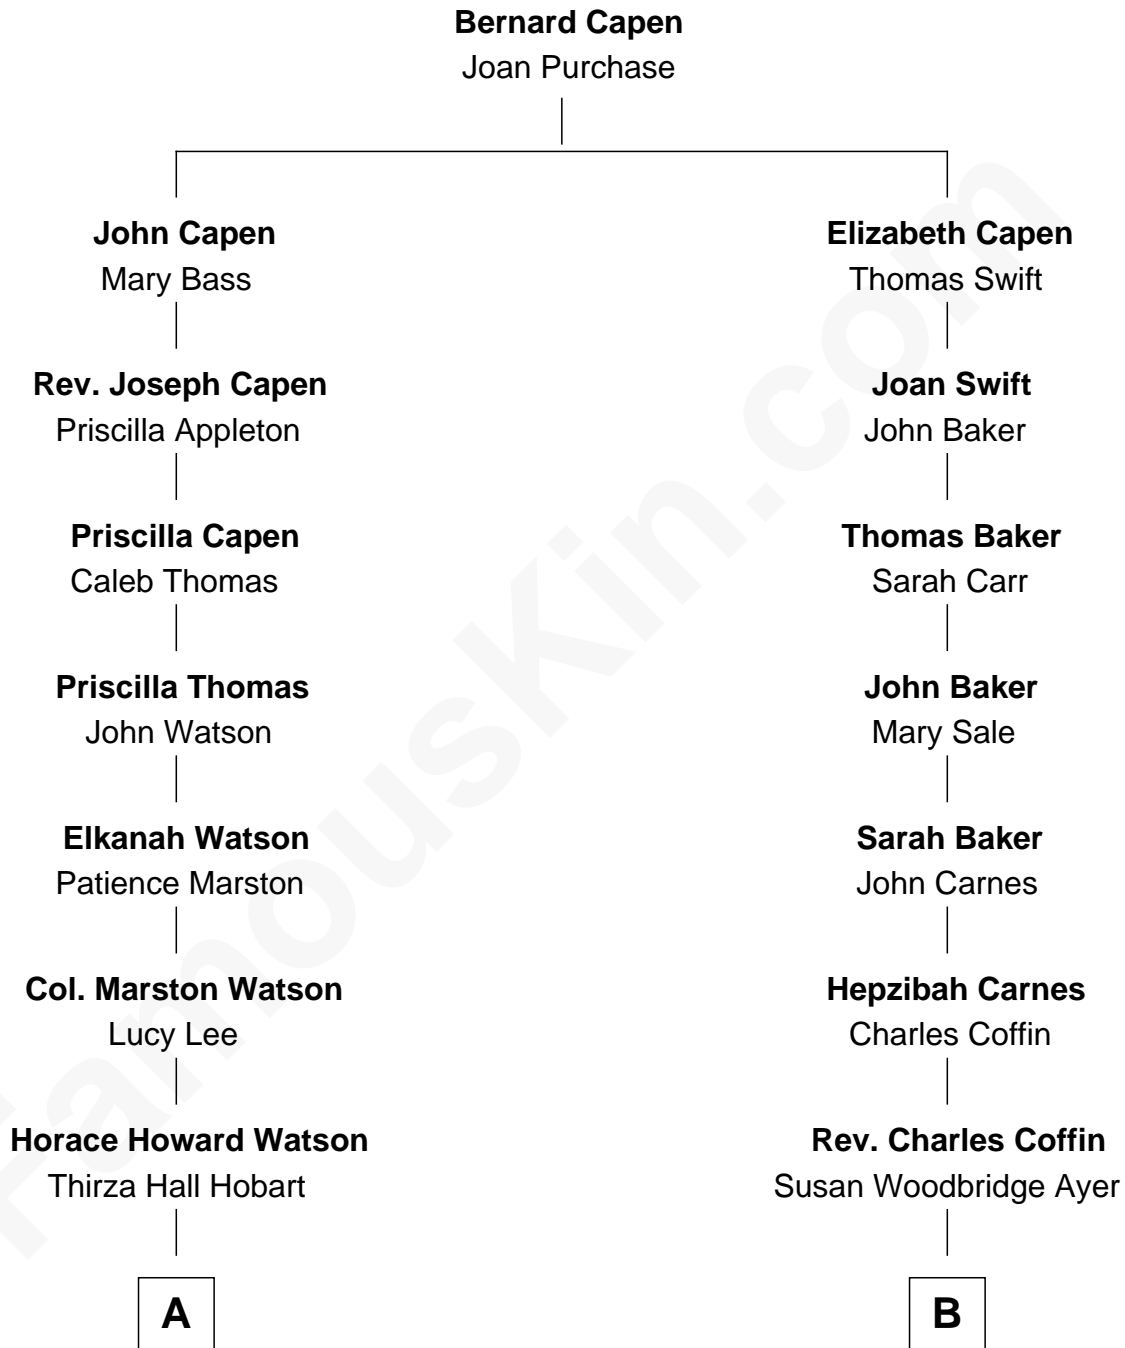 Bernard Capen
Joan Purchase
John Capen
Mary Bass
Elizabeth Capen
Thomas Swift
Rev. Joseph Capen
Priscilla Appleton
Joan Swift
John Baker
Priscilla Capen
Caleb Thomas
Thomas Baker
Sarah Carr
Priscilla Thomas
John Watson
John Baker
Mary Sale
Elkanah Watson
Patience Marston
Sarah Baker
John Carnes
Col. Marston Watson
Lucy Lee
Hepzibah Carnes
Charles Coffin
Horace Howard Watson
Thirza Hall Hobart
Rev. Charles Coffin
Susan Woodbridge Ayer
A
B
FamousKin.com